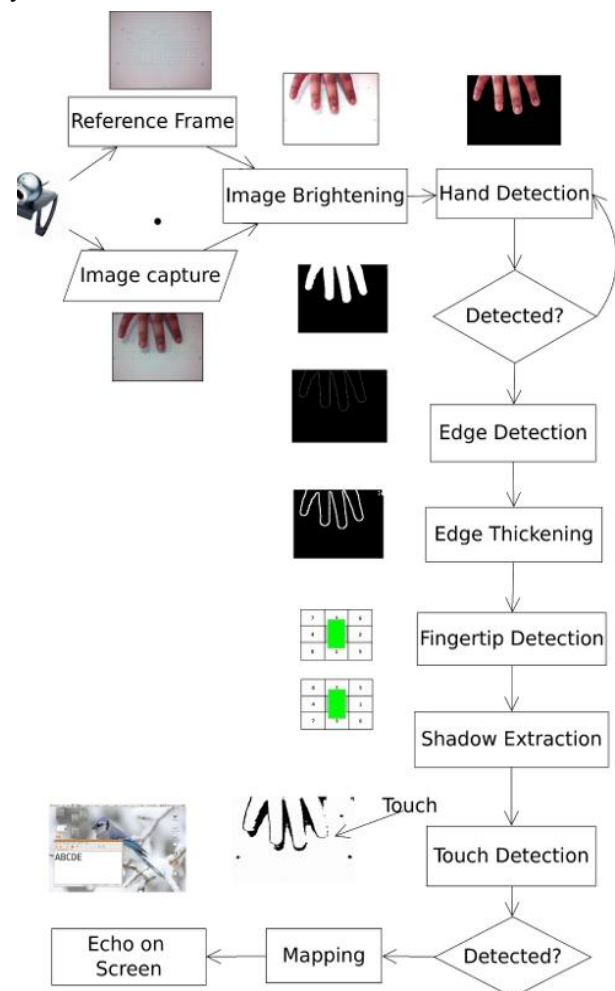 Reference Frame
Image Brightening
Hand Detection
Image capture
Detected?
Edge Detection
Edge Thickening
Fingertip Detection
Shadow Extraction
Touch
ABCDE
Touch Detection
Echo on
Screen
Mapping
Detected?